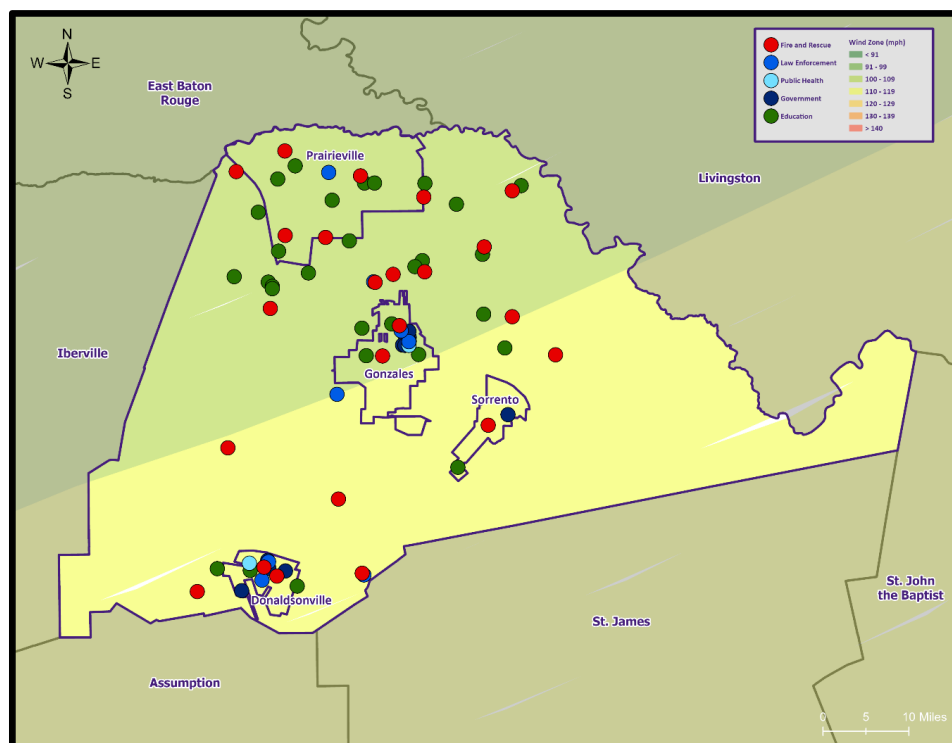 N
W E
S
East Baton
Rouge
Prairieville
Livingston
Iberville
Gonzales
Sorrento
Donaldsonville
St. James
St. John
the Baptist
Assumption
Fire and Rescue
Law Enforcement
Public Health
Government
Education
Wind Zone (mph)
< 91
91 - 99
100 - 109
110 - 119
120 - 129
130 - 139
> 140
0 5 10 Miles